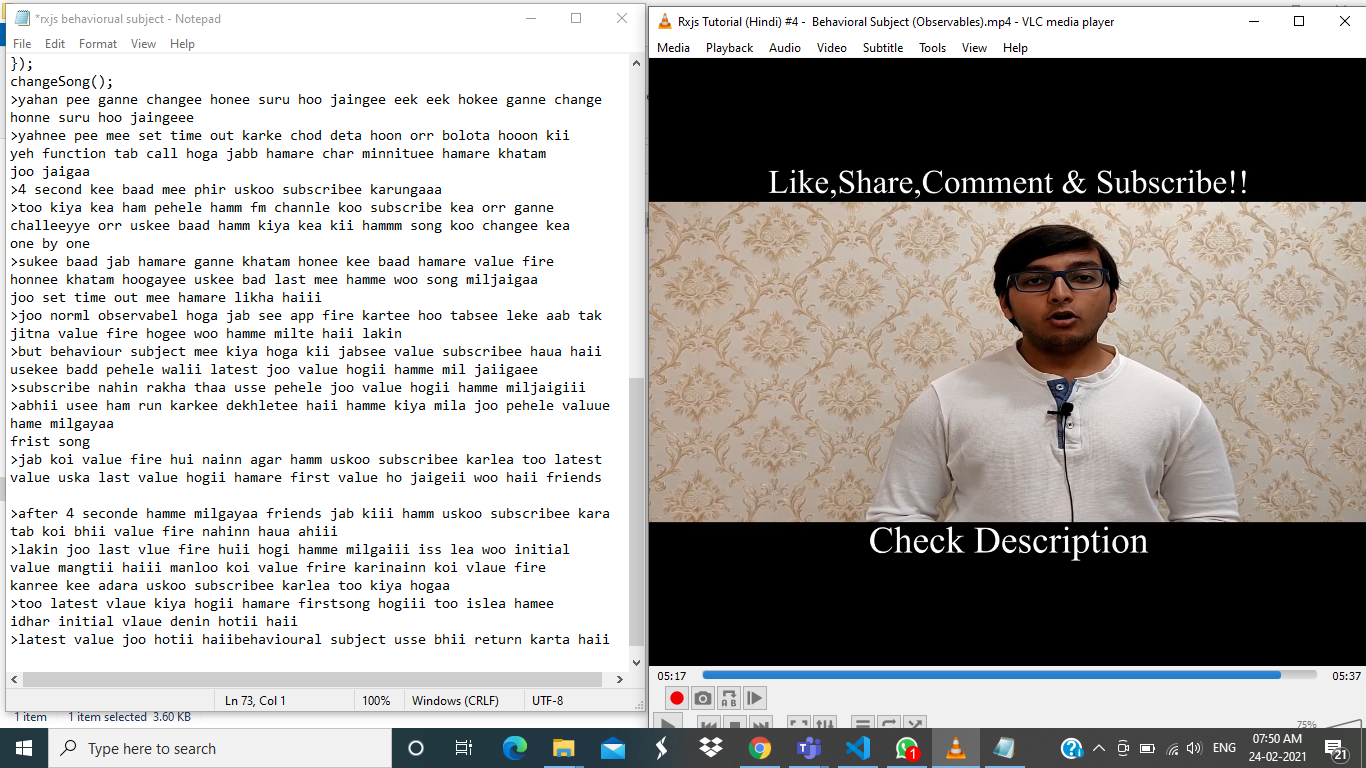 *rxjs behaviorual subject - Notepad
File Edit Format View Help
});
changeSong();
>yahan pee ganne changee honee suru hoo jaingee eek eek hokee ganne change
honne suru hoo jaingeee
>yahnee pee mee set time out karke chod deta hoon orr bolota hooon kii
yeh function tab call hoga jabb hamare char minnituee hamare khatam
joo jaigaa
>4 second kee baad mee phir uskoo subscribee karungaaa
>too kiya kea ham pehele hamm fm channle koo subscribe kea orr ganne
challeeyye orr uskee baad hamm kiya kea kii hammm song koo changee kea
one by one
>sukee baad jab hamare ganne khatam honee kee baad hamare value fire
honnee khatam hoogayee uskee bad last mee hamme woo song miljaigaa
joo set time out mee hamare likha haiii
>joo norml observabel hoga jab see app fire kartee hoo tabsee leke aab tak
jitna value fire hogee woo hamme milte haii lakin
>but behaviour subject mee kiya hoga kii jabsee value subscribee haua haii
usekee badd pehele walii latest joo value hogii hamme mil jaiigaee
>subscribe nahin rakha thaa usse pehele joo value hogii hamme miljaigiii
>abhii usee ham run karkee dekhletee haii hamme kiya mila joo pehele valuue
hame milgayaa
frist song
>jab koi value fire hui nainn agar hamm uskoo subscribee karlea too latest
value uska last value hogii hamare first value ho jaigeii woo haii friends
>after 4 seconde hamme milgayaa friends jab kiii hamm uskoo subscribee kara
tab koi bhii value fire nahinn haua ahiii
>lakin joo last vlue fire huii hogi hamme milgaiii iss lea woo initial
value mangtii haiii manloo koi value frire karinainn koi vlaue fire
kanree kee adara uskoo subscribee karlea too kiya hogaa
>too latest vlaue kiya hogii hamare firstsong hogiii too islea hamee
idhar initial vlaue denin hotii haii
>latest value joo hotii haiibehavioural subject usse bhii return karta haii
Ln 73, Col 1 100% Windows (CRLF) UTF-8
1 item 1 item selected 3.60 KB
Rxjs Tutorial (Hindi) #4 - Behavioral Subject (Observables).mp4 - VLC media player
Media Playback Audio Video Subtitle Tools View Help
Like,Share,Comment & Subscribe!!
Check Description
05:17 05:37
A B
75%
Type here to search
1
ENG
07:50 AM
24-02-2021
21